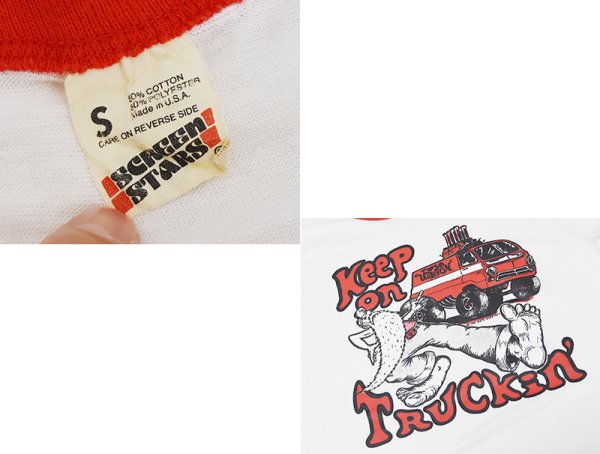 S
50% COTTON
50% POLYESTER
Made in U.S.A.
CARE ON REVERSE SIDE
SCREEN
STARS
KEEP
ON
TRUCKIN'